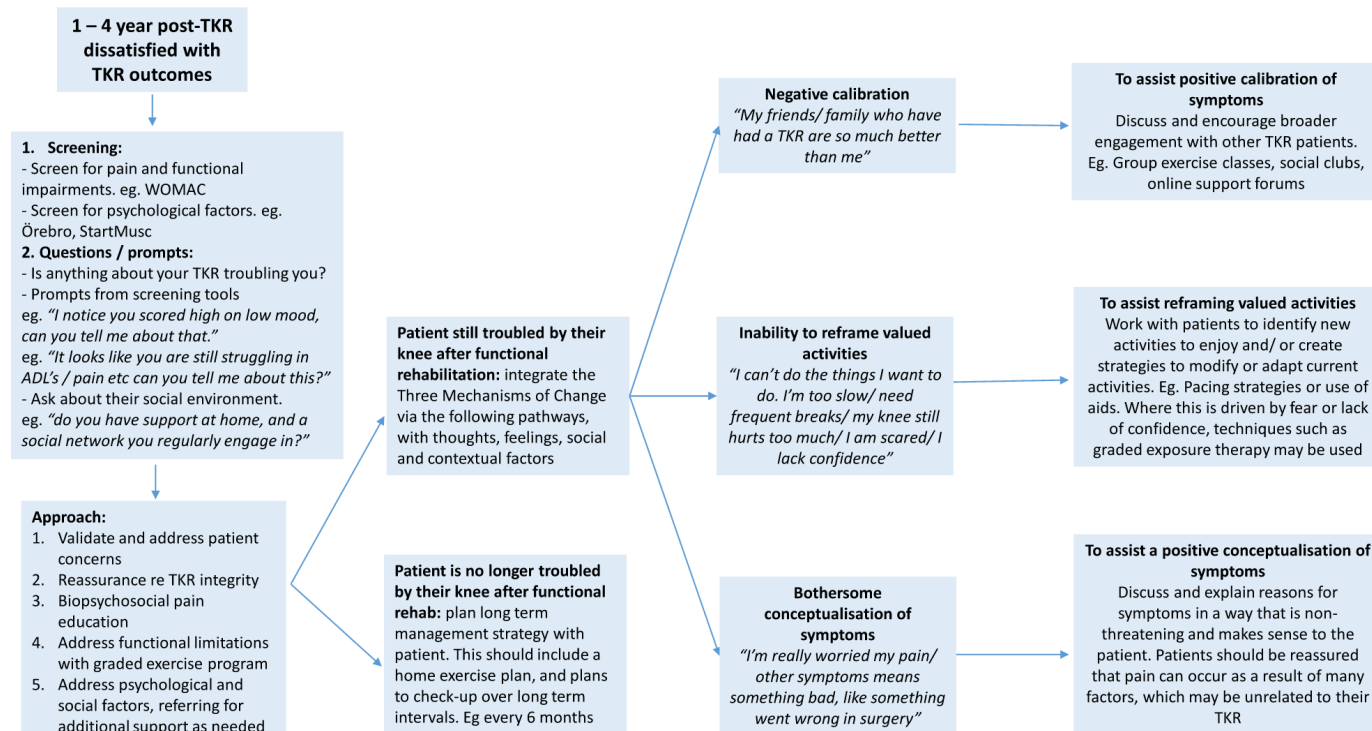 1 – 4 year post-TKR
dissatisfied with
TKR outcomes
1. Screening:
- Screen for pain and functional
impairments. eg. WOMAC
- Screen for psychological factors. eg.
Örebro, StartMusc
2. Questions / prompts:
- Is anything about your TKR troubling you?
- Prompts from screening tools
eg. “I notice you scored high on low mood,
can you tell me about that.”
eg. “It looks like you are still struggling in
ADL’s / pain etc can you tell me about this?”
- Ask about their social environment.
eg. “do you have support at home, and a
social network you regularly engage in?”
Approach:
1. Validate and address patient
concerns
2. Reassurance re TKR integrity
3. Biopsychosocial pain
education
4. Address functional limitations
with graded exercise program
5. Address psychological and
social factors, referring for
additional support as needed
Patient still troubled by their
knee after functional
rehabilitation: integrate the
Three Mechanisms of Change
via the following pathways,
with thoughts, feelings, social
and contextual factors
Patient is no longer troubled
by their knee after functional
rehab: plan long term
management strategy with
patient. This should include a
home exercise plan, and plans
to check-up over long term
intervals. Eg every 6 months
Negative calibration
“My friends/ family who have
had a TKR are so much better
than me”
Inability to reframe valued
activities
“I can’t do the things I want to
do. I’m too slow/ need
frequent breaks/ my knee still
hurts too much/ I am scared/ I
lack confidence”
Bothersome
conceptualisation of
symptoms
“I’m really worried my pain/
other symptoms means
something bad, like something
went wrong in surgery”
To assist positive calibration of
symptoms
Discuss and encourage broader
engagement with other TKR patients.
Eg. Group exercise classes, social clubs,
online support forums
To assist reframing valued activities
Work with patients to identify new
activities to enjoy and/ or create
strategies to modify or adapt current
activities. Eg. Pacing strategies or use of
aids. Where this is driven by fear or lack
of confidence, techniques such as
graded exposure therapy may be used
To assist a positive conceptualisation of
symptoms
Discuss and explain reasons for
symptoms in a way that is non-
threatening and makes sense to the
patient. Patients should be reassured
that pain can occur as a result of many
factors, which may be unrelated to their
TKR